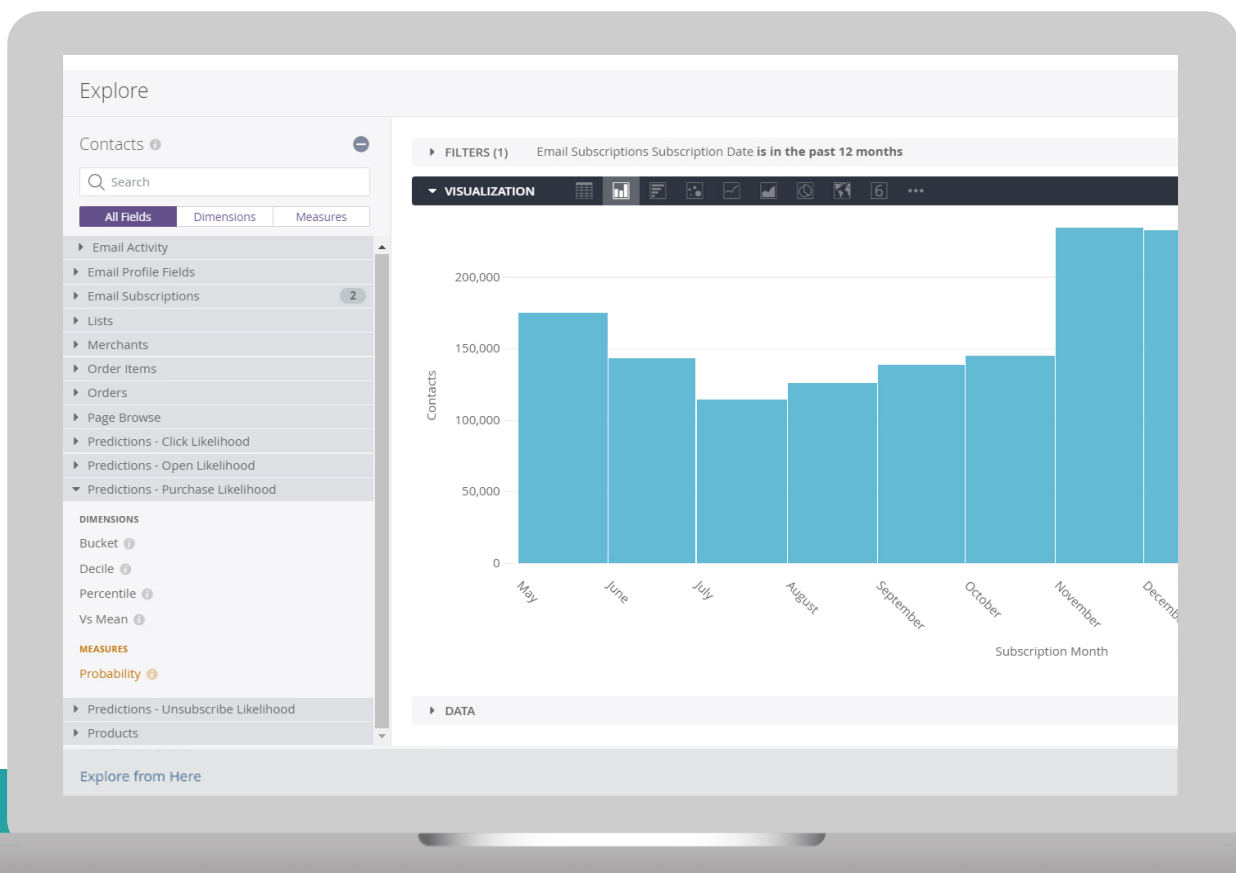 Explore
Contacts
Search
All Fields Dimensions Measures
Email Activity
Email Profile Fields
Email Subscriptions 2
Lists
Merchants
Order Items
Orders
Page Browse
Predictions - Click Likelihood
Predictions - Open Likelihood
Predictions - Purchase Likelihood
DIMENSIONS
Bucket
Decile
Percentile
Vs Mean
MEASURES
Probability
Predictions - Unsubscribe Likelihood
Products
Explore from Here
FILTERS (1) Email Subscriptions Subscription Date is in the past 12 months
VISUALIZATION 6 •••
200,000
150,000
100,000
50,000
0
Contacts
May June July August September October November Decemb
Subscription Month
DATA